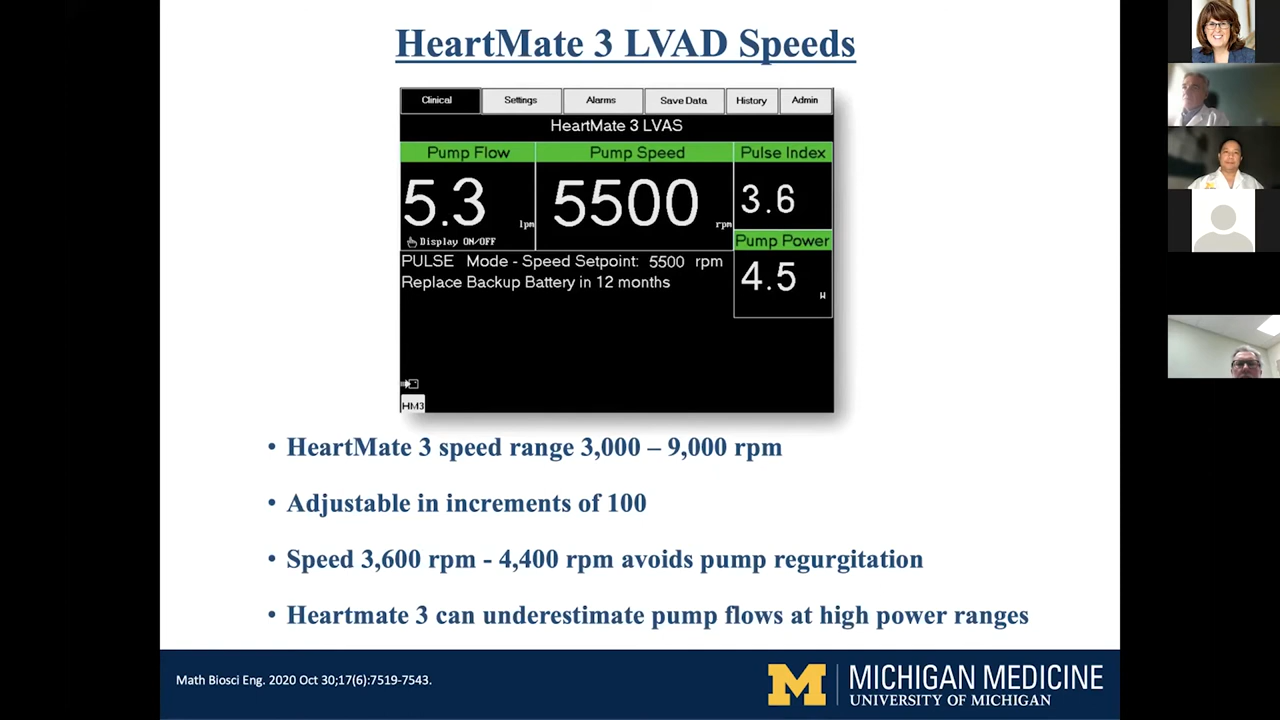 HeartMate 3 LVAD Speeds
Clinical
Settings
Alarms
Save Data
History
Admin
HeartMate 3 LVAS
Pump Flow
Pump Speed
Pulse Index
5.3
lpm
5500
rpm
3.6
Display ON/OFF
Pump Power
4.5
W
PULSE Mode - Speed Setpoint: 5500 rpm
Replace Backup Battery in 12 months
HM3
• HeartMate 3 speed range 3,000 – 9,000 rpm
• Adjustable in increments of 100
• Speed 3,600 rpm - 4,400 rpm avoids pump regurgitation
• Heartmate 3 can underestimate pump flows at high power ranges
Math Biosci Eng. 2020 Oct 30;17(6):7519-7543.
M
MICHIGAN MEDICINE
UNIVERSITY OF MICHIGAN